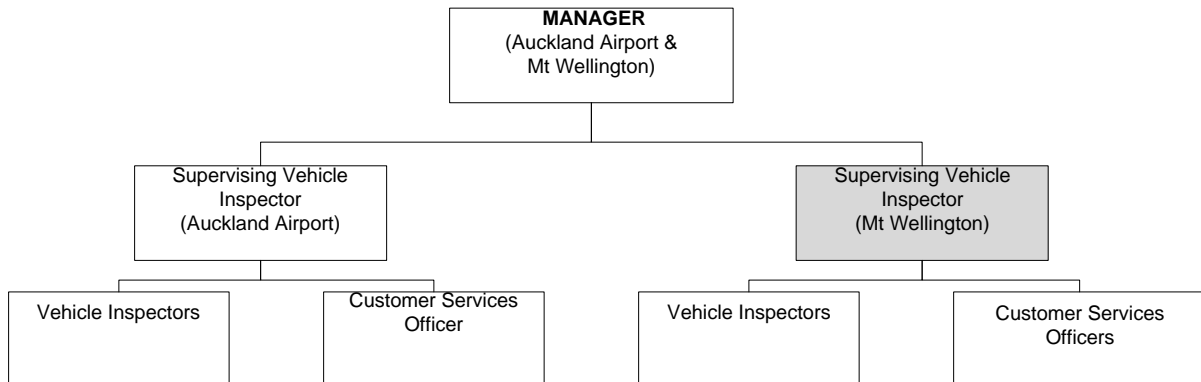 MANAGER
(Auckland Airport &
Mt Wellington)
Supervising Vehicle
Inspector
(Auckland Airport)
Supervising Vehicle
Inspector
(Mt Wellington)
Vehicle Inspectors
Customer Services
Officer
Vehicle Inspectors
Customer Services
Officers